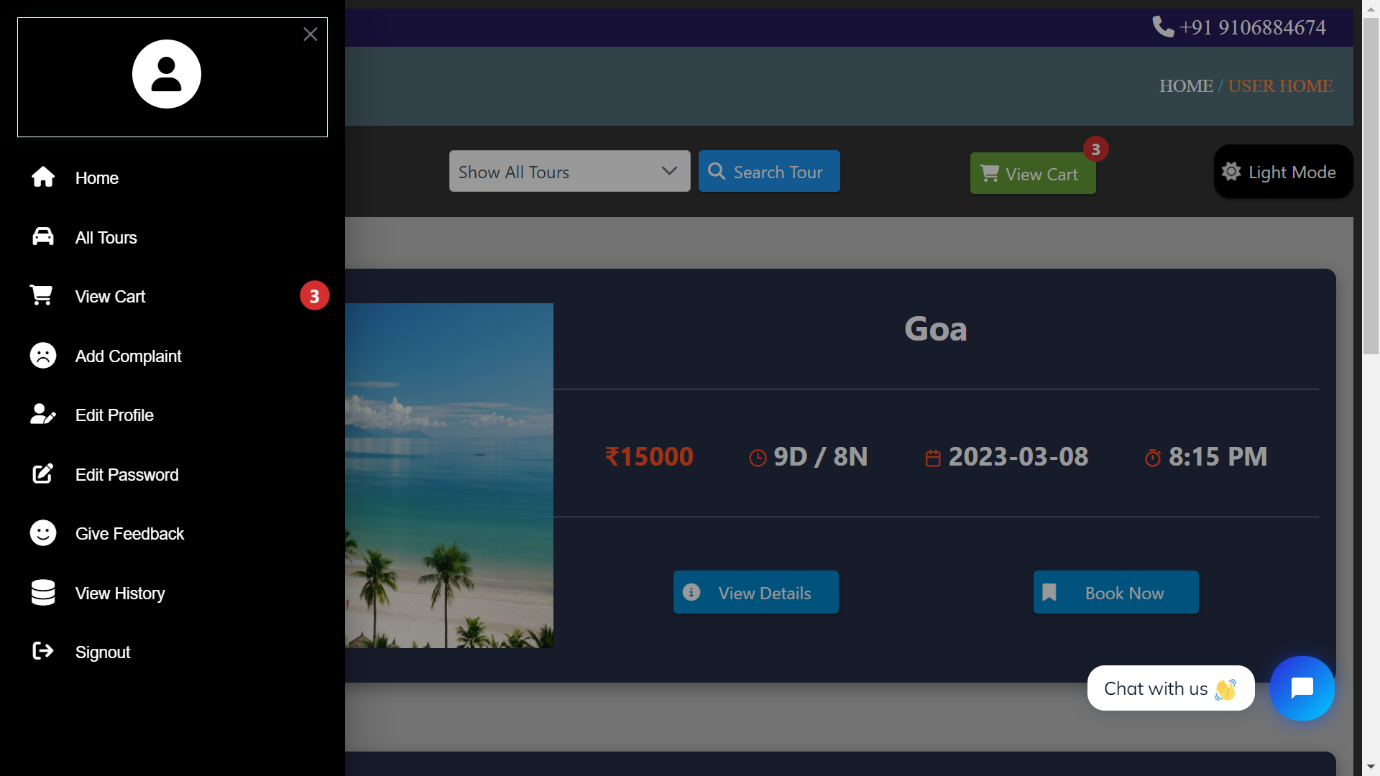 +91 9106884674
HOME / USER HOME
Show All Tours
Search Tour
View Cart
3
Light Mode
Home
All Tours
View Cart
3
Add Complaint
Edit Profile
Edit Password
Give Feedback
View History
Signout
Goa
₹15000 9D / 8N 2023-03-08 8:15 PM
View Details
Book Now
Chat with us 👋